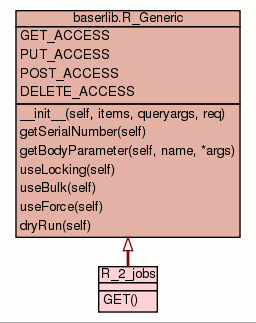 baserlib.R_Generic
GET_ACCESS
PUT_ACCESS
POST_ACCESS
DELETE_ACCESS
__init__(self, items, queryargs, req)
getSerialNumber(self)
getBodyParameter(self, name, *args)
useLocking(self)
useBulk(self)
useForce(self)
dryRun(self)
R_2_jobs
GET()